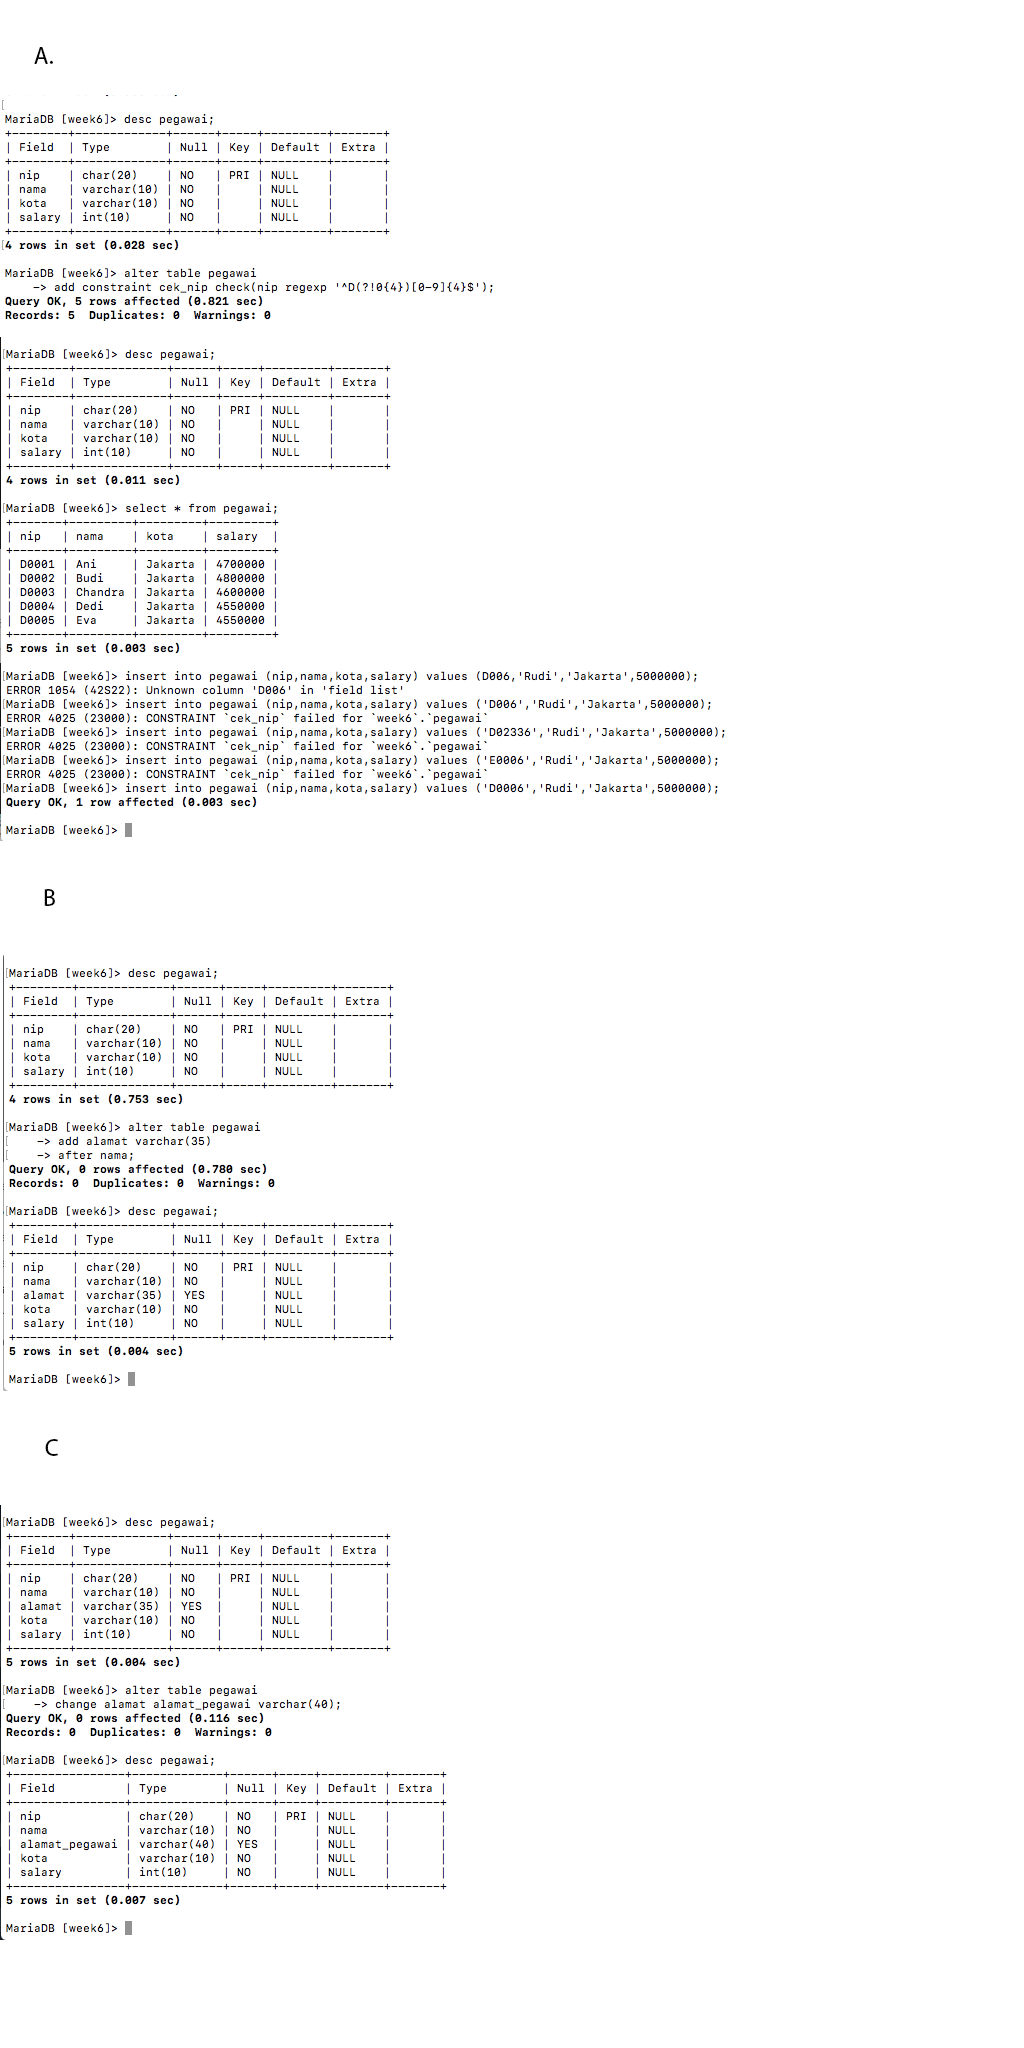 A.
MariaDB [week6]> desc pegawai;
+--------+-------------+------+-----+---------+-------+
| Field  | Type        | Null | Key | Default | Extra |
+--------+-------------+------+-----+---------+-------+
| nip    | char(20)    | NO   | PRI | NULL    |       |
| nama   | varchar(10) | NO   |     | NULL    |       |
| kota   | varchar(10) | NO   |     | NULL    |       |
| salary | int(10)     | NO   |     | NULL    |       |
+--------+-------------+------+-----+---------+-------+
4 rows in set (0.028 sec)
MariaDB [week6]> alter table pegawai
    -> add constraint cek_nip check(nip regexp '^D(?!0{4})[0-9]{4}$');
Query OK, 5 rows affected (0.821 sec)
Records: 5  Duplicates: 0  Warnings: 0
MariaDB [week6]> desc pegawai;
+--------+-------------+------+-----+---------+-------+
| Field  | Type        | Null | Key | Default | Extra |
+--------+-------------+------+-----+---------+-------+
| nip    | char(20)    | NO   | PRI | NULL    |       |
| nama   | varchar(10) | NO   |     | NULL    |       |
| kota   | varchar(10) | NO   |     | NULL    |       |
| salary | int(10)     | NO   |     | NULL    |       |
+--------+-------------+------+-----+---------+-------+
4 rows in set (0.011 sec)
MariaDB [week6]> select * from pegawai;
+-------+---------+---------+---------+
| nip   | nama    | kota    | salary  |
+-------+---------+---------+---------+
| D0001 | Ani     | Jakarta | 4700000 |
| D0002 | Budi    | Jakarta | 4800000 |
| D0003 | Chandra | Jakarta | 4600000 |
| D0004 | Dedi    | Jakarta | 4550000 |
| D0005 | Eva     | Jakarta | 4550000 |
+-------+---------+---------+---------+
5 rows in set (0.003 sec)
MariaDB [week6]> insert into pegawai (nip,nama,kota,salary) values (D006,'Rudi','Jakarta',5000000);
ERROR 1054 (42S22): Unknown column 'D006' in 'field list'
MariaDB [week6]> insert into pegawai (nip,nama,kota,salary) values ('D006','Rudi','Jakarta',5000000);
ERROR 4025 (23000): CONSTRAINT `cek_nip` failed for `week6`.`pegawai`
MariaDB [week6]> insert into pegawai (nip,nama,kota,salary) values ('D02336','Rudi','Jakarta',5000000);
ERROR 4025 (23000): CONSTRAINT `cek_nip` failed for `week6`.`pegawai`
MariaDB [week6]> insert into pegawai (nip,nama,kota,salary) values ('E0006','Rudi','Jakarta',5000000);
ERROR 4025 (23000): CONSTRAINT `cek_nip` failed for `week6`.`pegawai`
MariaDB [week6]> insert into pegawai (nip,nama,kota,salary) values ('D0006','Rudi','Jakarta',5000000);
Query OK, 1 row affected (0.003 sec)
MariaDB [week6]>
B
MariaDB [week6]> desc pegawai;
+--------+-------------+------+-----+---------+-------+
| Field  | Type        | Null | Key | Default | Extra |
+--------+-------------+------+-----+---------+-------+
| nip    | char(20)    | NO   | PRI | NULL    |       |
| nama   | varchar(10) | NO   |     | NULL    |       |
| kota   | varchar(10) | NO   |     | NULL    |       |
| salary | int(10)     | NO   |     | NULL    |       |
+--------+-------------+------+-----+---------+-------+
4 rows in set (0.753 sec)
MariaDB [week6]> alter table pegawai
    -> add alamat varchar(35)
    -> after nama;
Query OK, 0 rows affected (0.780 sec)
Records: 0  Duplicates: 0  Warnings: 0
MariaDB [week6]> desc pegawai;
+--------+-------------+------+-----+---------+-------+
| Field  | Type        | Null | Key | Default | Extra |
+--------+-------------+------+-----+---------+-------+
| nip    | char(20)    | NO   | PRI | NULL    |       |
| nama   | varchar(10) | NO   |     | NULL    |       |
| alamat | varchar(35) | YES  |     | NULL    |       |
| kota   | varchar(10) | NO   |     | NULL    |       |
| salary | int(10)     | NO   |     | NULL    |       |
+--------+-------------+------+-----+---------+-------+
5 rows in set (0.004 sec)
MariaDB [week6]>
C
MariaDB [week6]> desc pegawai;
+--------+-------------+------+-----+---------+-------+
| Field  | Type        | Null | Key | Default | Extra |
+--------+-------------+------+-----+---------+-------+
| nip    | char(20)    | NO   | PRI | NULL    |       |
| nama   | varchar(10) | NO   |     | NULL    |       |
| alamat | varchar(35) | YES  |     | NULL    |       |
| kota   | varchar(10) | NO   |     | NULL    |       |
| salary | int(10)     | NO   |     | NULL    |       |
+--------+-------------+------+-----+---------+-------+
5 rows in set (0.004 sec)
MariaDB [week6]> alter table pegawai
    -> change alamat alamat_pegawai varchar(40);
Query OK, 0 rows affected (0.116 sec)
Records: 0  Duplicates: 0  Warnings: 0
MariaDB [week6]> desc pegawai;
+----------------+-------------+------+-----+---------+-------+
| Field          | Type        | Null | Key | Default | Extra |
+----------------+-------------+------+-----+---------+-------+
| nip            | char(20)    | NO   | PRI | NULL    |       |
| nama           | varchar(10) | NO   |     | NULL    |       |
| alamat_pegawai | varchar(40) | YES  |     | NULL    |       |
| kota           | varchar(10) | NO   |     | NULL    |       |
| salary         | int(10)     | NO   |     | NULL    |       |
+----------------+-------------+------+-----+---------+-------+
5 rows in set (0.007 sec)
MariaDB [week6]>